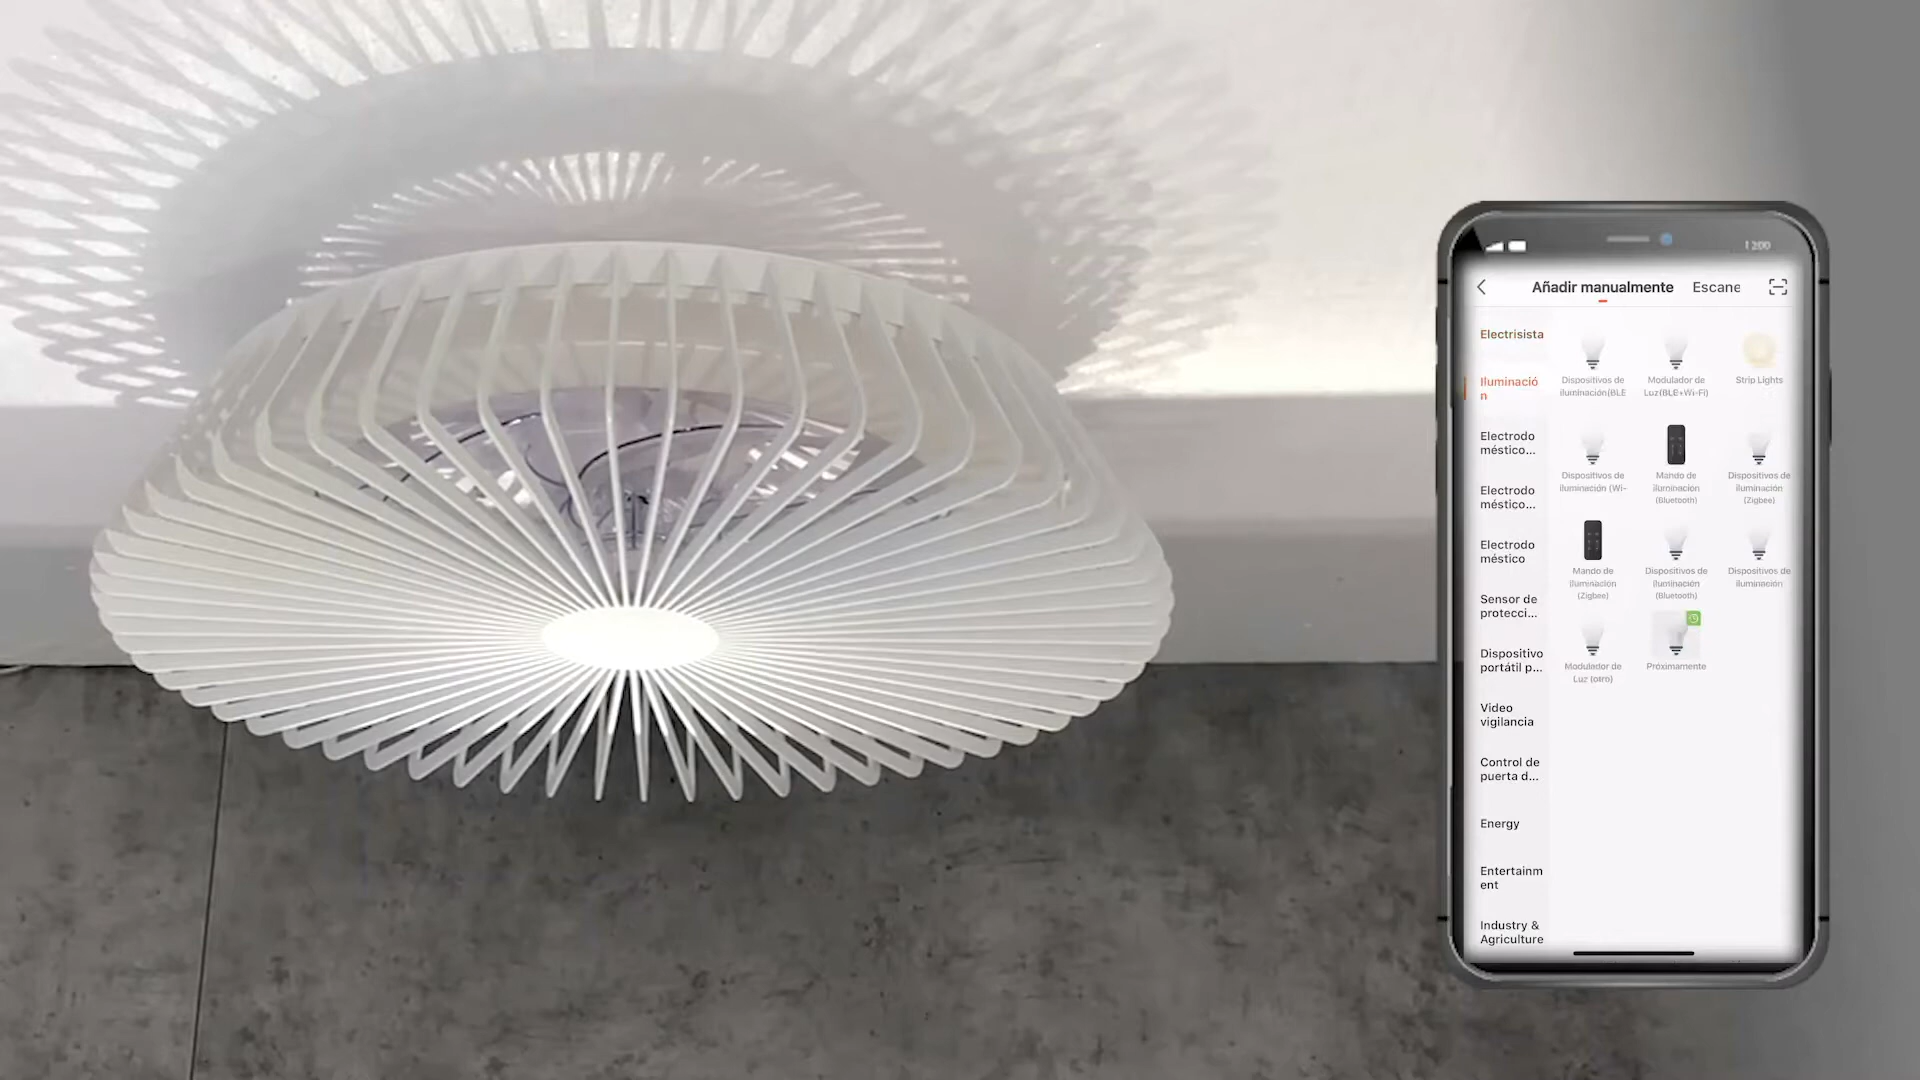 1200
Añadir manualmente Escane
Electrisista
Iluminació
n
Electrodo
méstico...
Electrodo
méstico...
Electrodo
méstico
Sensor de
protecci...
Dispositivo
portátil p...
Video
vigilancia
Control de
puerta d...
Energy
Entertainm
ent
Industry &
Agriculture
Dispositivos de
iluminación(BLE
Modulador de
Luz(BLE+Wi-Fi)
Strip Lights
Dispositivos de
iluminación (Wi-
Mando de
iluminación
(Bluetooth)
Dispositivos de
iluminación
(Zigbee)
Mando de
iluminación
(Zigbee)
Dispositivos de
iluminación
(Bluetooth)
Dispositivos de
iluminación
Modulador de
Luz (otro)
Próximamente